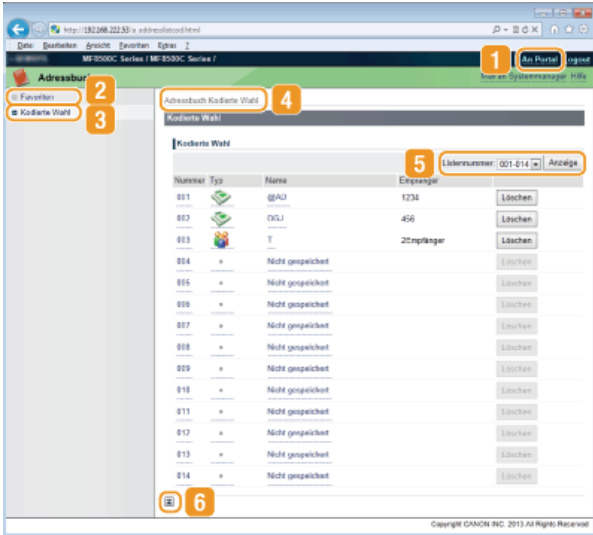 http://192.168.222.53/a_addresslistcod.html
Datei Bearbeiten Ansicht Favoriten Extras ?
MF8500C Series / MF8500C Series /
1
An Portal
Logout
Adressbuch
Hilfe
Favoriten
2
Kodierte Wahl
3
Adressbuch: Kodierte Wahl
4
Kodierte Wahl
Kodierte Wahl
5
Listennummer: 001-014 Anzeige
Nummer Typ Name Empfänger
001 @AD 1234 Löschen
002 DGJ 456 Löschen
003 T 2Empfänger Löschen
004 Nicht gespeichert Löschen
005 Nicht gespeichert Löschen
006 Nicht gespeichert Löschen
007 Nicht gespeichert Löschen
008 Nicht gespeichert Löschen
009 Nicht gespeichert Löschen
010 Nicht gespeichert Löschen
011 Nicht gespeichert Löschen
012 Nicht gespeichert Löschen
013 Nicht gespeichert Löschen
014 Nicht gespeichert Löschen
6
Copyright CANON INC. 2013 All Rights Reserved